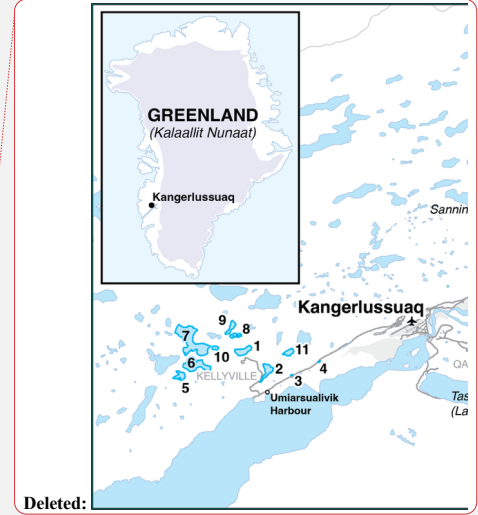 GREENLAND
(Kalaallit Nunaat)
Kangerlussuaq
Sannin
Kangerlussuaq
9
8
7
10
1
11
6
2
4
5
KELLYVILLE
3
QA
Umiarsualivik
Harbour
Tas
(La
Deleted: